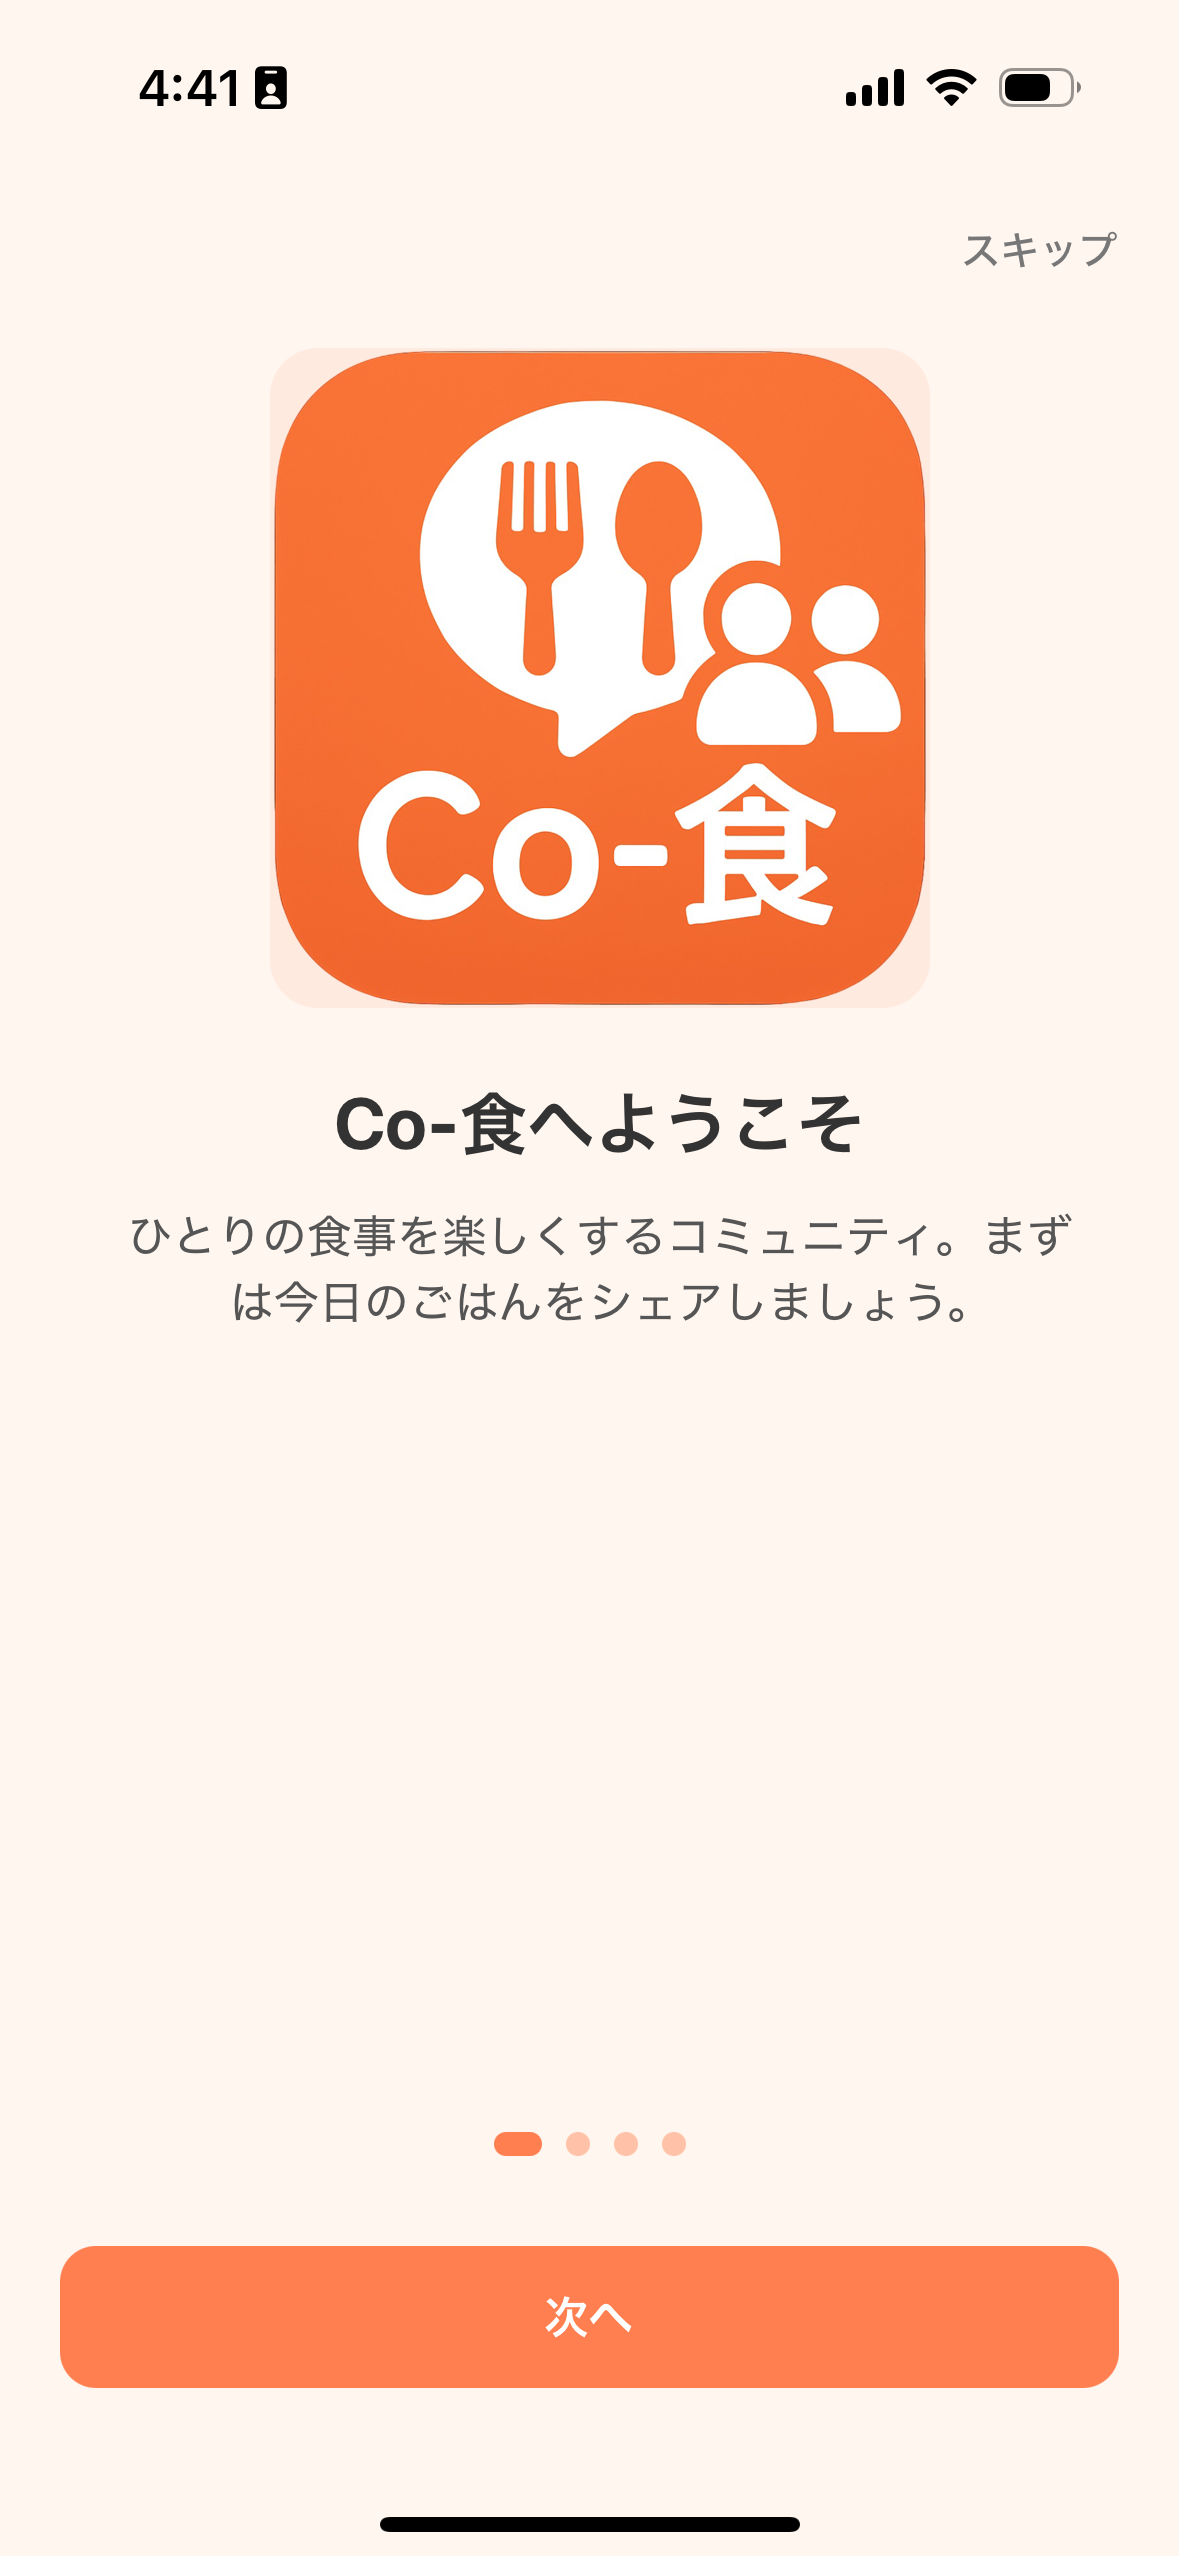 4:41
スキップ
Co-食
Co-食へようこそ
ひとりの食事を楽しくするコミュニティ。まず
は今日のごはんをシェアしましょう。
次へ